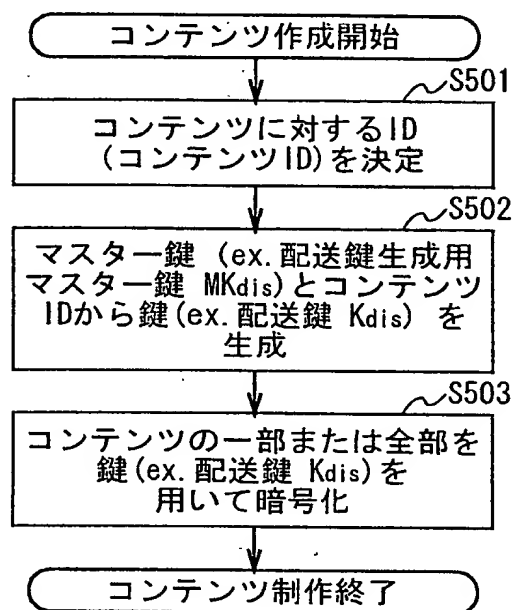 コンテンツ作成開始
S501
コンテンツに対するID
(コンテンツID)を決定
S502
マスター鍵 (ex.配送鍵生成用
マスター鍵 MKdis)とコンテンツ
IDから鍵(ex.配送鍵 Kdis) を
生成
S503
コンテンツの一部または全部を
鍵(ex.配送鍵 Kdis)を
用いて暗号化
コンテンツ制作終了